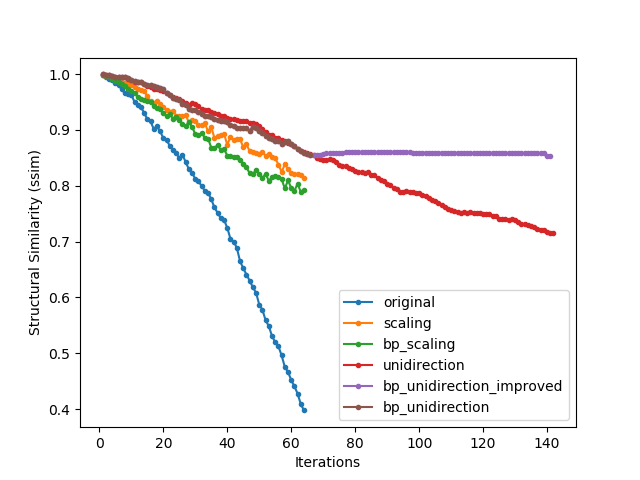 1.0
0.9
0.8
0.7
0.6
0.5
0.4
Structural Similarity (ssim)
0 20 40 60 80 100 120 140
Iterations
original
scaling
bp_scaling
unidirection
bp_unidirection_improved
bp_unidirection